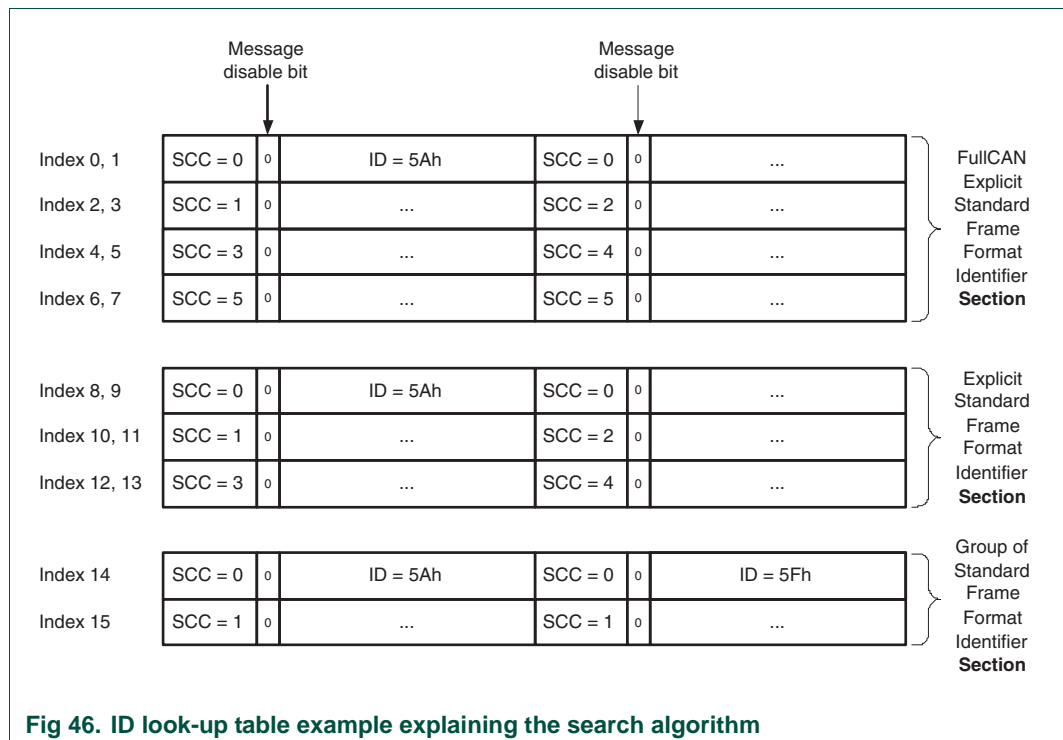 Message
disable bit
Message
disable bit
Index 0, 1 SCC = 0 0 ID = 5Ah SCC = 0 0 ...
Index 2, 3 SCC = 1 0 ... SCC = 2 0 ...
Index 4, 5 SCC = 3 0 ... SCC = 4 0 ...
Index 6, 7 SCC = 5 0 ... SCC = 5 0 ...
FullCAN
Explicit
Standard
Frame
Format
Identifier
Section
Index 8, 9 SCC = 0 0 ID = 5Ah SCC = 0 0 ...
Index 10, 11 SCC = 1 0 ... SCC = 2 0 ...
Index 12, 13 SCC = 3 0 ... SCC = 4 0 ...
Explicit
Standard
Frame
Format
Identifier
Section
Index 14 SCC = 0 0 ID = 5Ah SCC = 0 0 ID = 5Fh
Index 15 SCC = 1 0 ... SCC = 1 0 ...
Group of
Standard
Frame
Format
Identifier
Section
Fig 46. ID look-up table example explaining the search algorithm